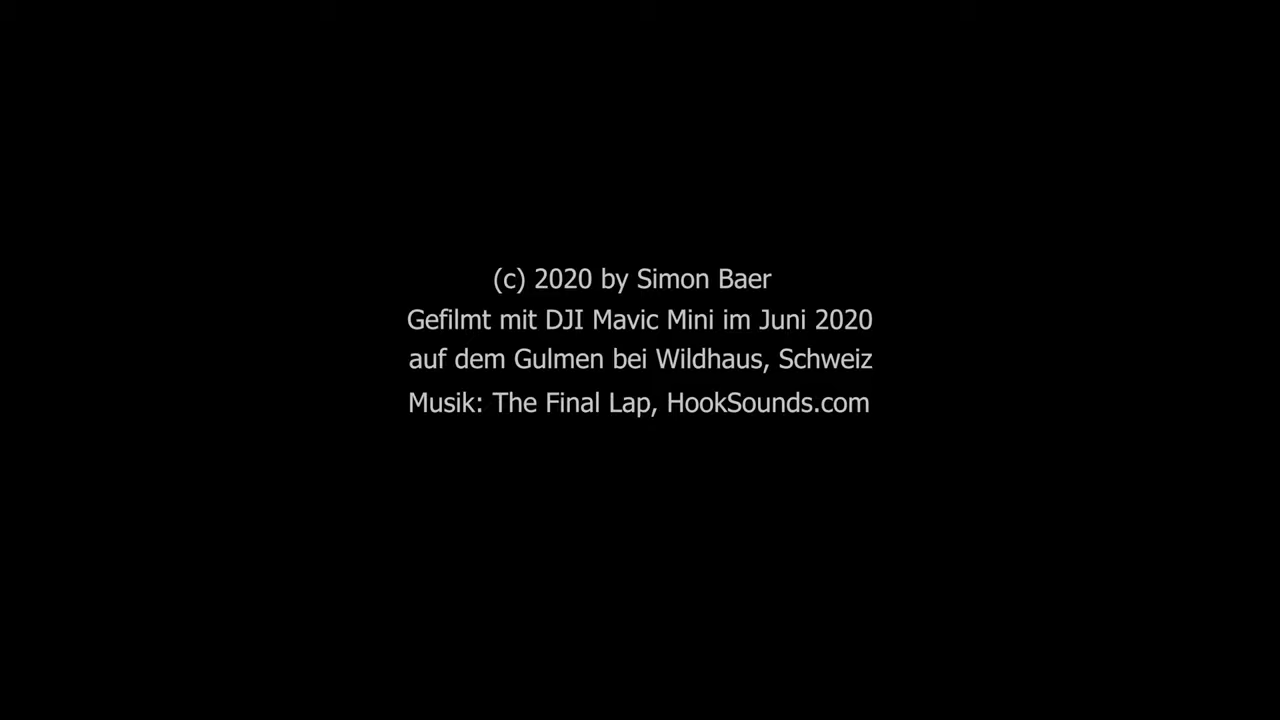 (c) 2020 by Simon Baer
Gefilmt mit DJI Mavic Mini im Juni 2020
auf dem Gulmen bei Wildhaus, Schweiz
Musik: The Final Lap, HookSounds.com